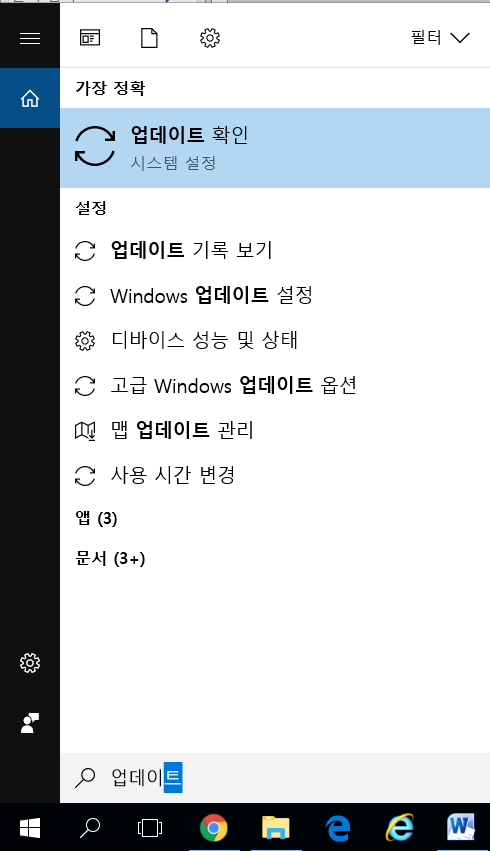 필터
가장 정확
업데이트 확인
시스템 설정
설정
업데이트 기록 보기
Windows 업데이트 설정
디바이스 성능 및 상태
고급 Windows 업데이트 옵션
맵 업데이트 관리
사용 시간 변경
앱 (3)
문서 (3+)
업데이트